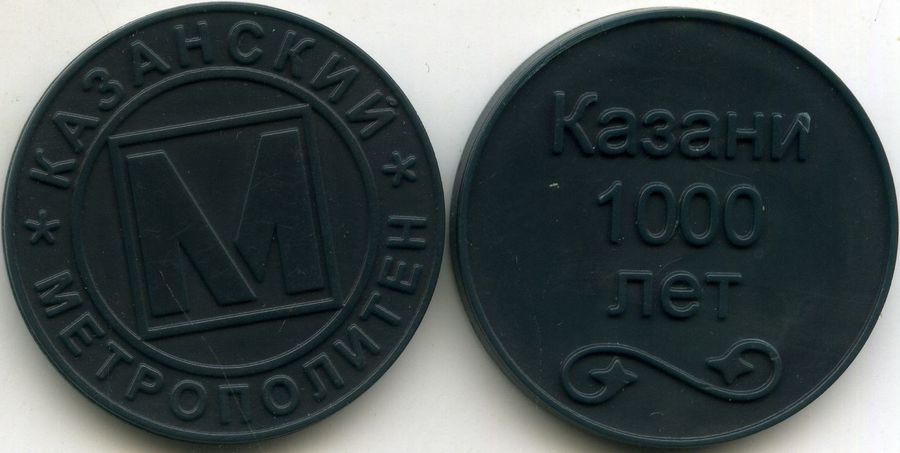 КАЗАНСКИЙ
МЕТРОПОЛИТЕН
М
Казани
1000
лет